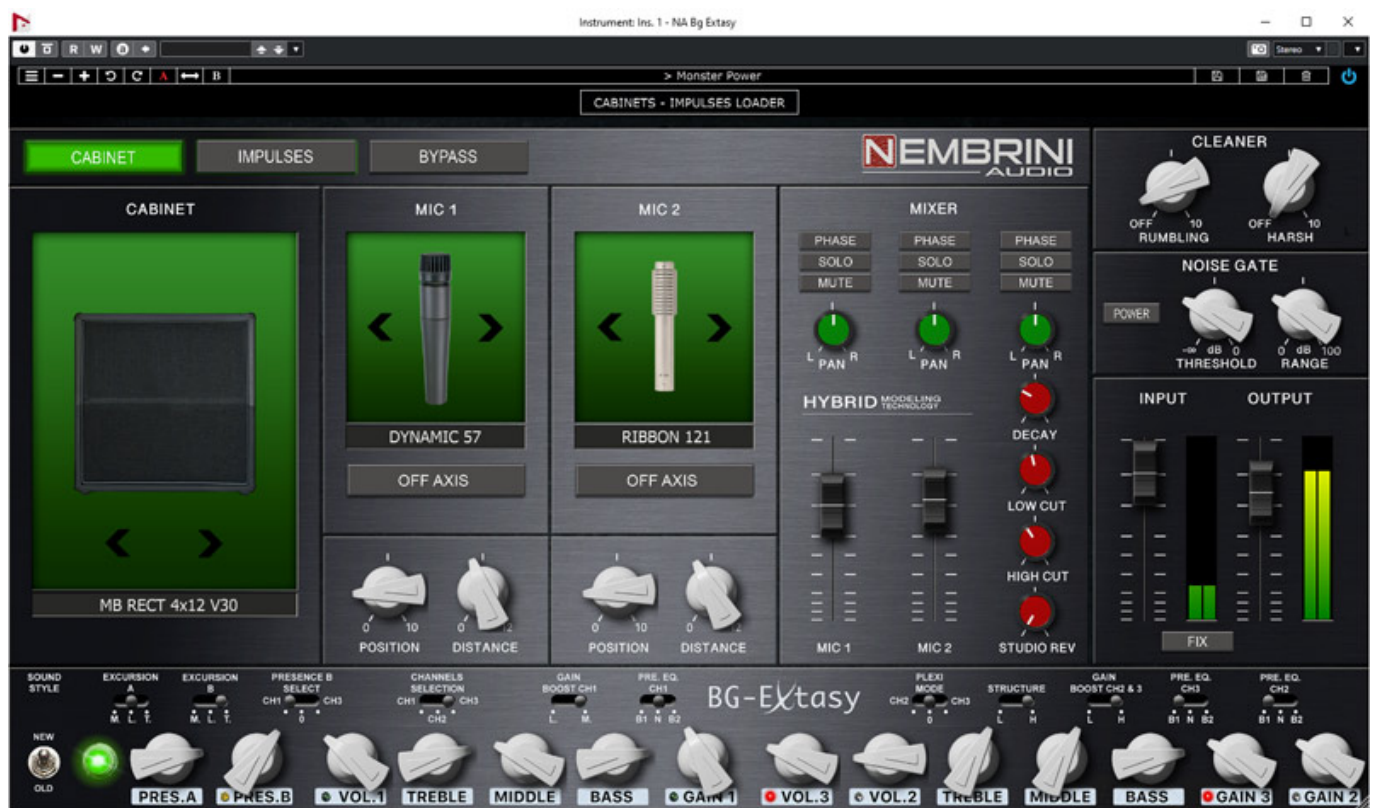 Instrument: Ins. 1 - NA Bg Extasy
R W Stereo
A B > Monster Power
CABINETS - IMPULSES LOADER
CABINET IMPULSES BYPASS
NEMBRINI
AUDIO
CLEANER
OFF 10 OFF 10
RUMBLING HARSH
CABINET MIC 1 MIC 2 MIXER
PHASE PHASE PHASE
SOLO SOLO SOLO
MUTE MUTE MUTE
L R L R L R
PAN PAN PAN
NOISE GATE
POWER
-∞ dB 0 0 dB 100
THRESHOLD RANGE
HYBRID MODELING TECHNOLOGY
DECAY
LOW CUT
HIGH CUT
STUDIO REV
MIC 1 MIC 2
INPUT OUTPUT
FIX
DYNAMIC 57 RIBBON 121
OFF AXIS OFF AXIS
MB RECT 4x12 V30
0 10 0 0 10
POSITION DISTANCE POSITION DISTANCE
SOUND STYLE
NEW
OLD
EXCURSION A
M. L. T.
EXCURSION B
M. L. T.
PRESENCE B SELECT
CH1 CH3
0
CHANNELS SELECTION
CH1 CH3
CH2
GAIN BOOST CH1
L. M.
PRE. EQ. CH1
B1 N B2
BG-EXtasy
PLEXI MODE
CH2 CH3
0
STRUCTURE
L H
GAIN BOOST CH2 & 3
L H
PRE. EQ. CH3
B1 N B2
PRE. EQ. CH2
B1 N B2
PRES.A PRES.B VOL.1 TREBLE MIDDLE BASS GAIN 1 VOL.3 VOL.2 TREBLE MIDDLE BASS GAIN 3 GAIN 2